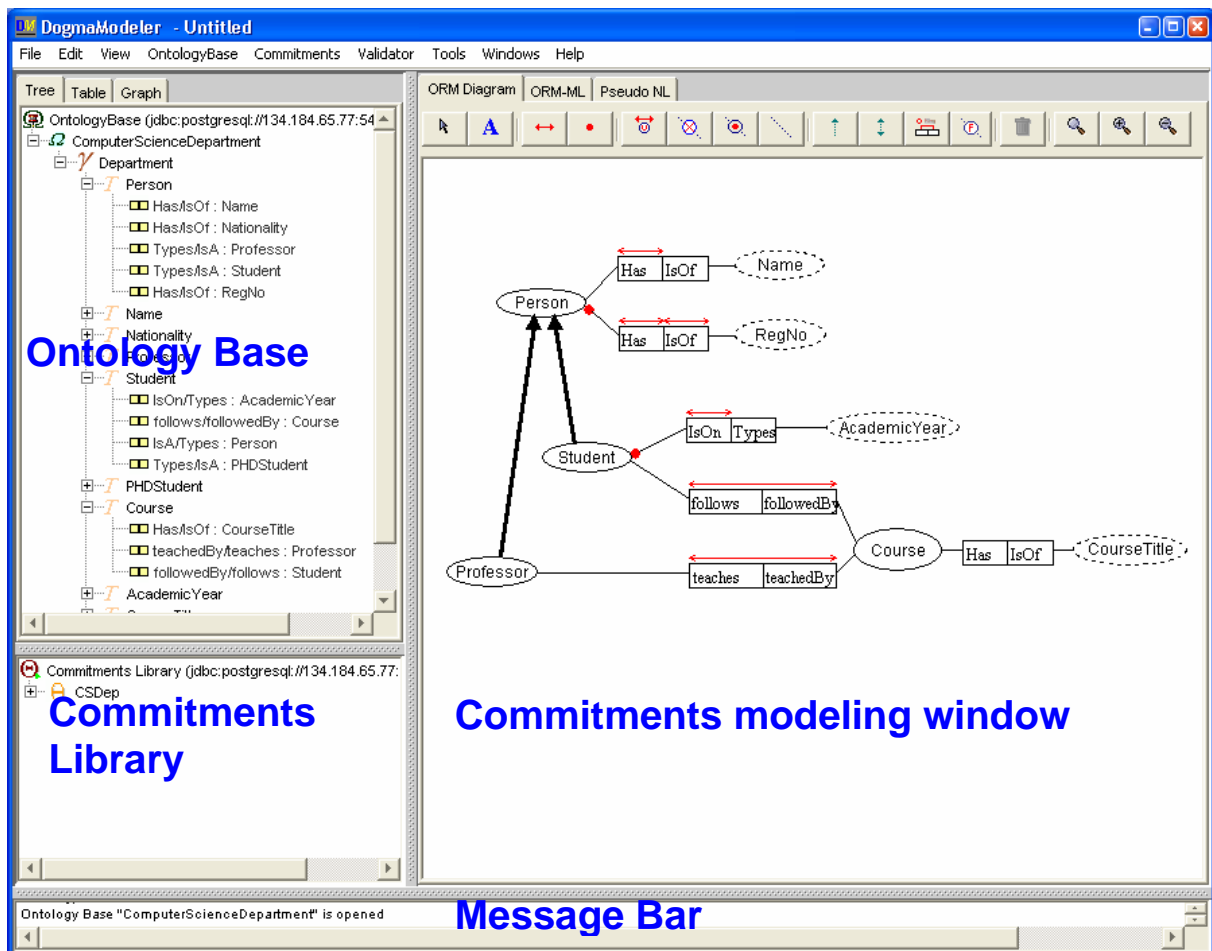 DM DogmaModeler - Untitled
File Edit View OntologyBase Commitments Validator Tools Windows Help
Tree Table Graph
OntologyBase (jdbc:postgresql://134.184.65.77:54
Ω ComputerScienceDepartment
γ Department
T Person
Has/IsOf : Name
Has/IsOf : Nationality
Types/IsA : Professor
Types/IsA : Student
Has/IsOf : RegNo
T Name
T Nationality
T Professor
Ontology Base
T Student
IsOn/Types : AcademicYear
follows/followedBy : Course
IsA/Types : Person
Types/IsA : PHDStudent
T PHDStudent
T Course
Has/IsOf : CourseTitle
teachedBy/teaches : Professor
followedBy/follows : Student
T AcademicYear
Commitments Library (jdbc:postgresql://134.184.65.77:
CSDep
Commitments
Library
ORM Diagram ORM-ML Pseudo NL
A
Person
Has IsOf
Name
Has IsOf
RegNo
Student
IsOn Types
AcademicYear
follows followedBy
Professor
teaches teachedBy
Course
Has IsOf
CourseTitle
Commitments modeling window
Ontology Base "ComputerScienceDepartment" is opened
Message Bar